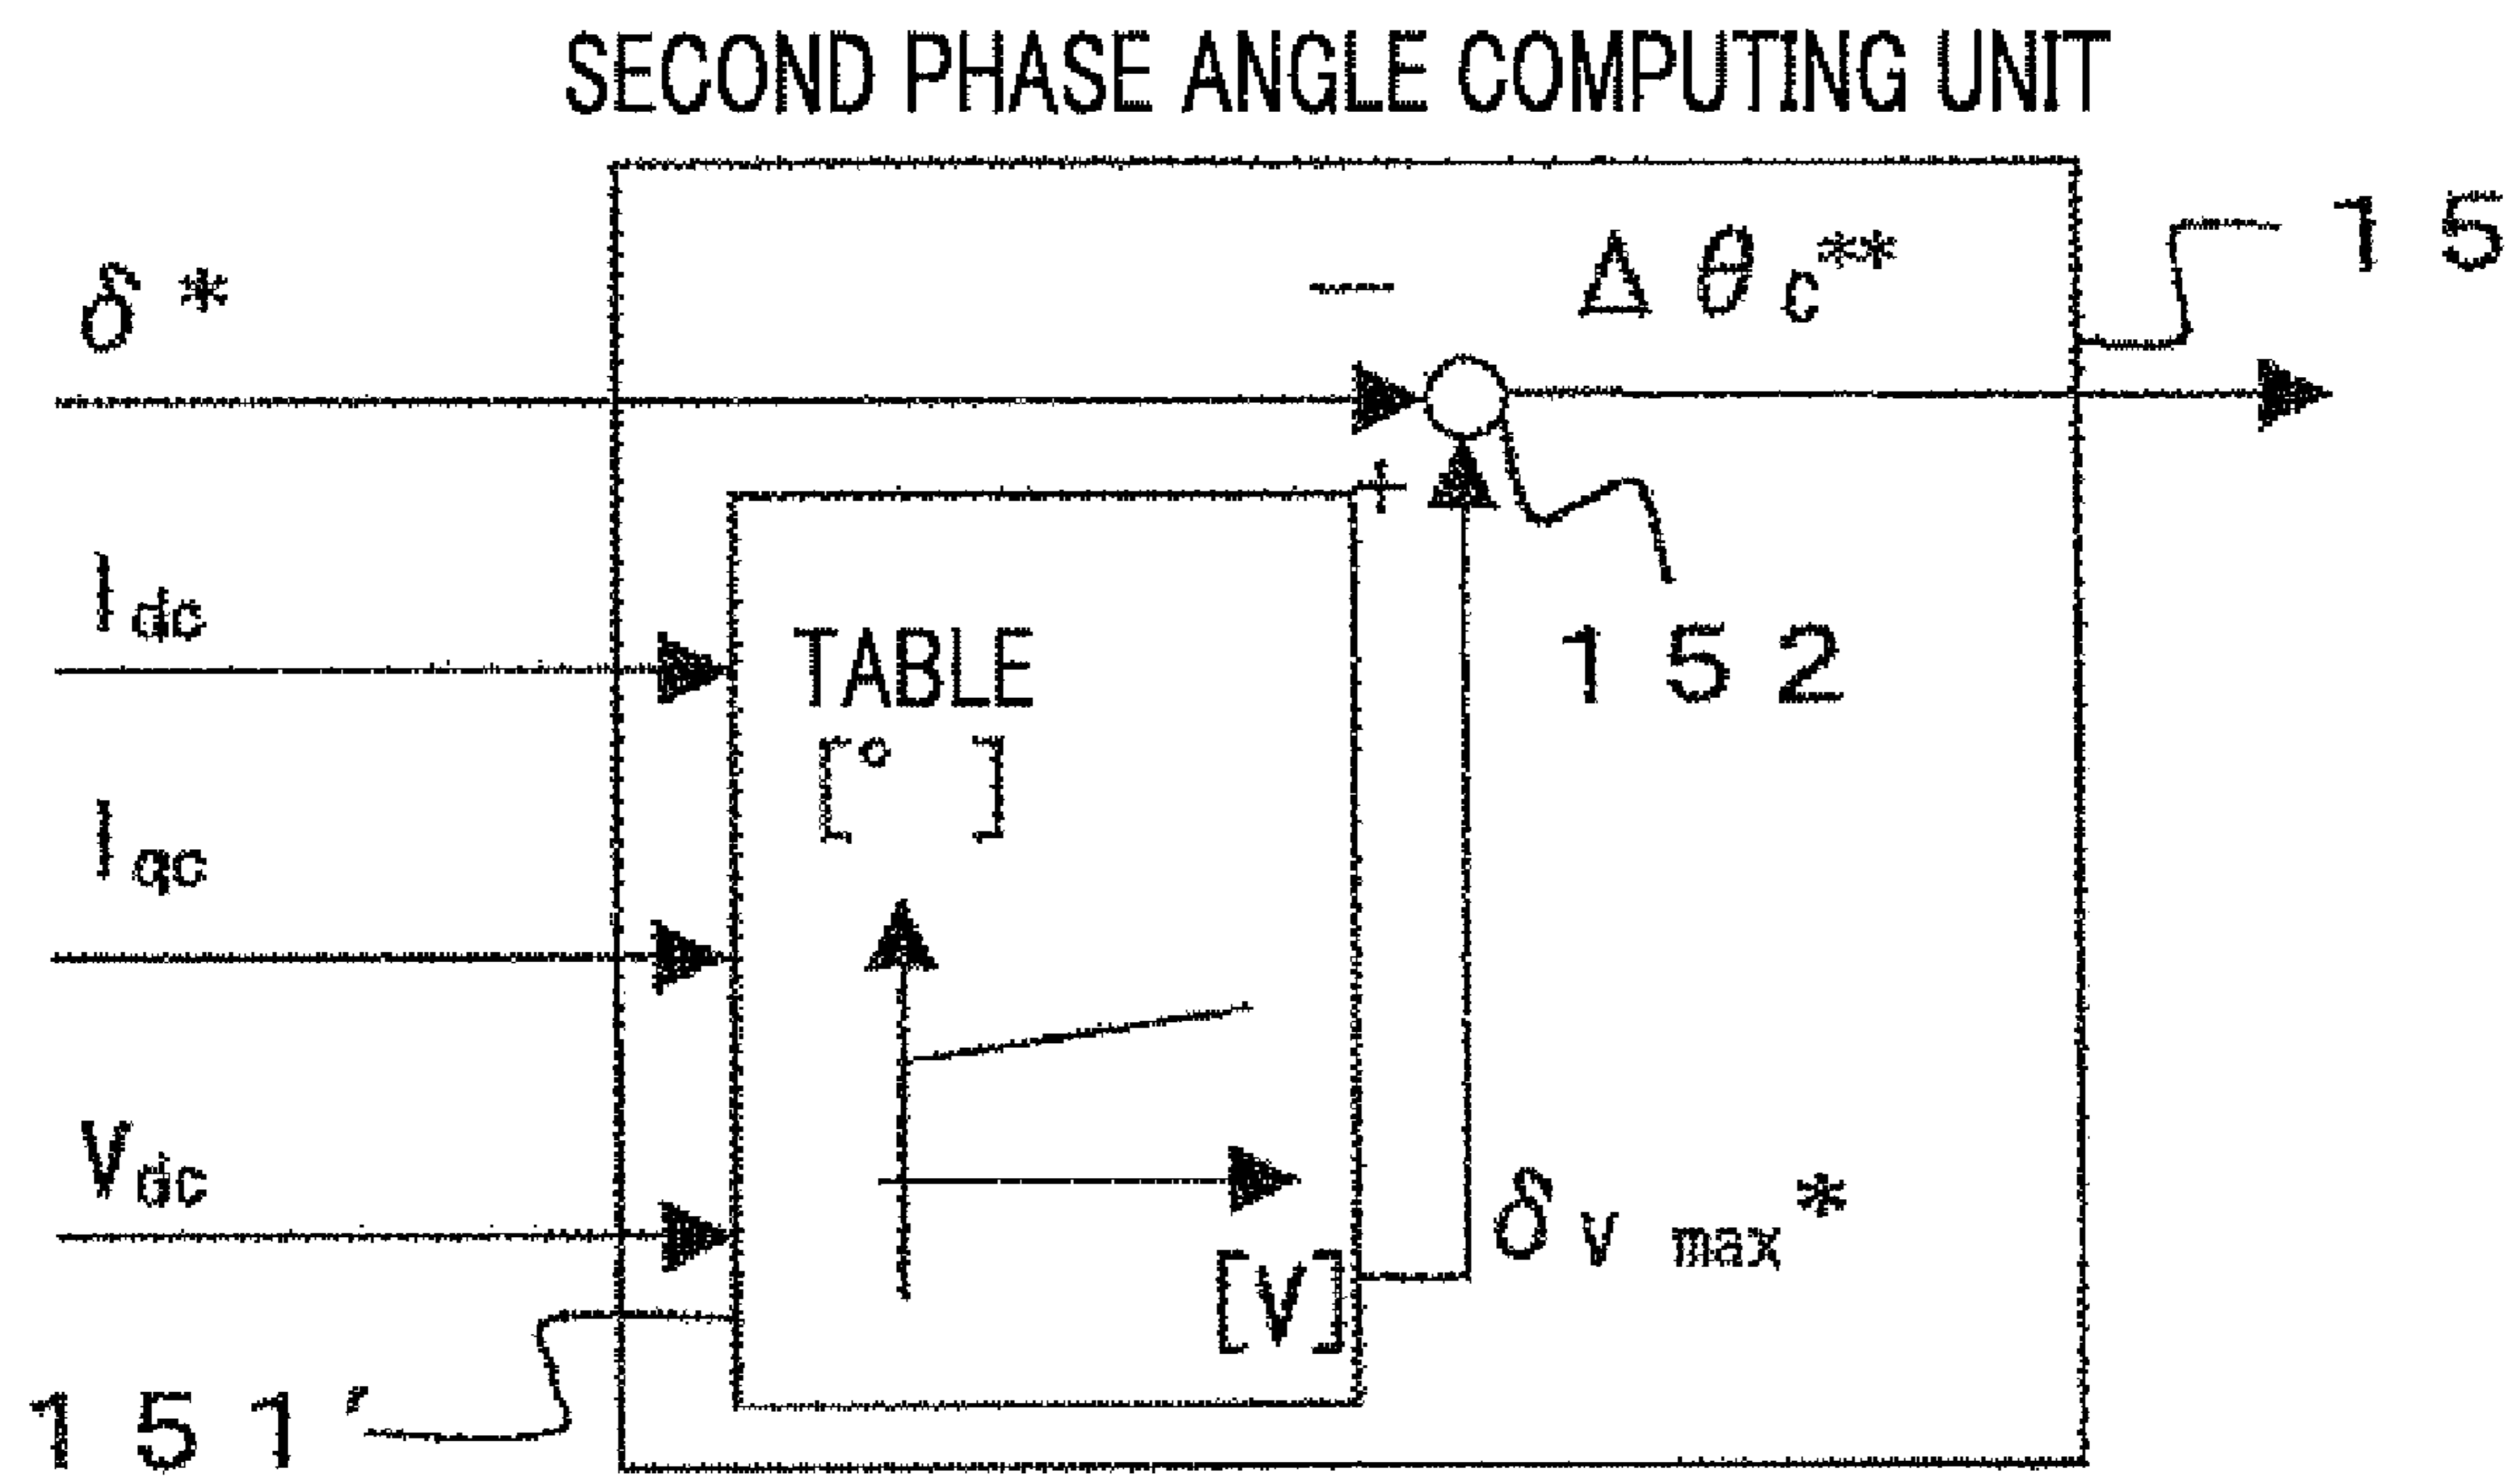 SECOND PHASE ANGLE COMPUTING UNIT
δ*
−
Δθc**
15
+
Idc
TABLE
[° ]
152
Iqc
Vdc
δV max*
[V]
151'